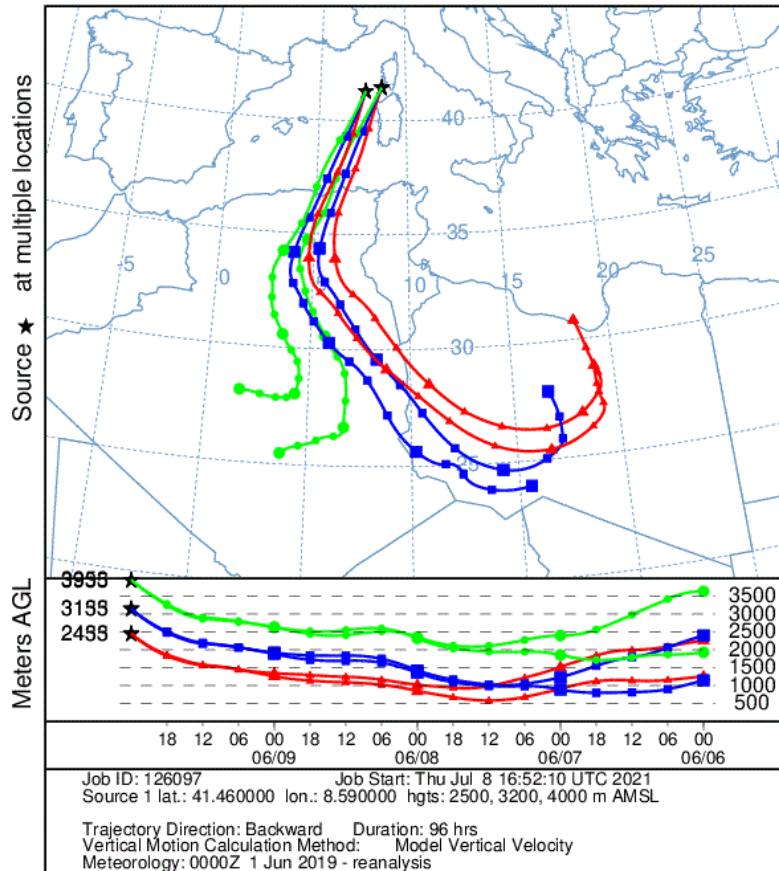 Source ★ at multiple locations
40
35
-5
0
5
10
15
20
25
30
25
Meters AGL
3955
3155
2455
3500
3000
2500
2000
1500
1000
500
18 12 06 00 18 12 06 00 18 12 06 00 18 12 06 00
06/09 06/08 06/07 06/06
Job ID: 126097 Job Start: Thu Jul 8 16:52:10 UTC 2021
Source 1 lat.: 41.460000 lon.: 8.590000 hgts: 2500, 3200, 4000 m AMSL
Trajectory Direction: Backward Duration: 96 hrs
Vertical Motion Calculation Method: Model Vertical Velocity
Meteorology: 0000Z 1 Jun 2019 - reanalysis